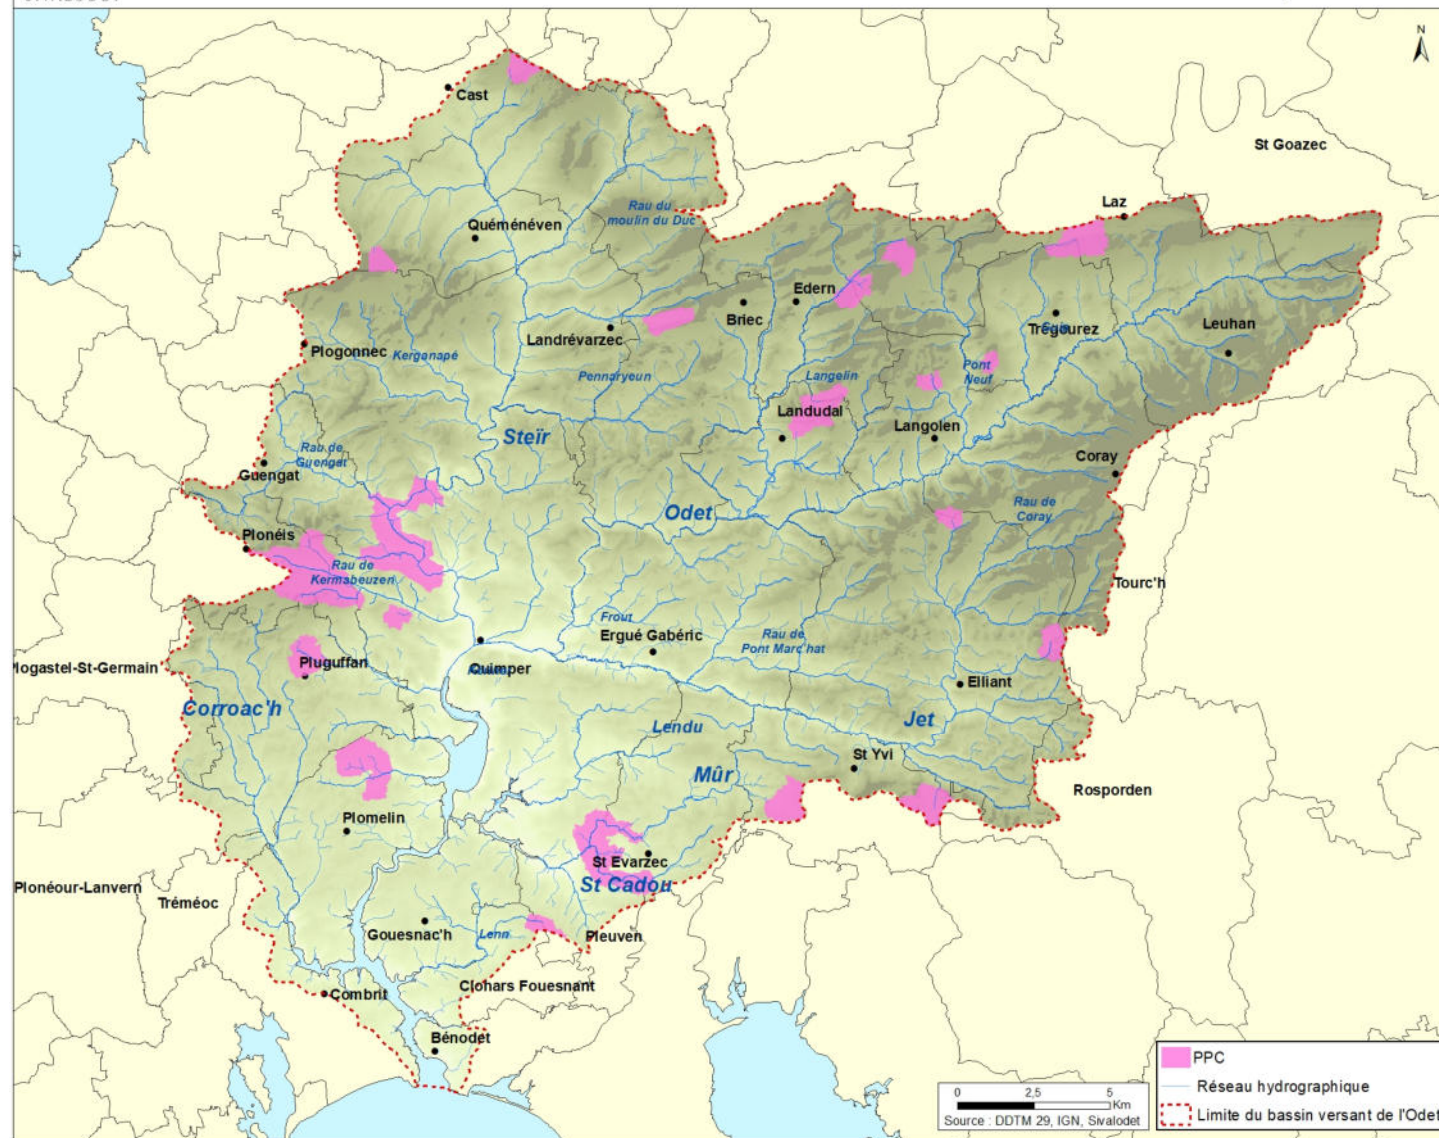 N
Cast
St Goazec
Laz
Rau du
moulin du Duc
Quéménéven
Edern
Briec
Landrévarzec
Trégourez
Leuhan
Plogonnec
Kerganapé
Pennaryeun
Langelin
Pont
Neuf
Landudal
Langolen
Steïr
Rau de
Guengat
Guengat
Coray
Odet
Rau de
Coray
Plonéis
Rau de
Kermabeuzen
Tourc'h
Frout
Ergué Gabéric
Rau de
Pont Marc'hat
Plogastel-St-Germain
Pluguffan
Quimper
Elliant
Corroac'h
Lendu
Jet
St Yvi
Mûr
Rosporden
Plomelin
St Evarzec
St Cadou
Plonéour-Lanvern
Tréméoc
Gouesnac'h
Lenn
Pleuven
Clohars Fouesnant
Combrit
Bénodet
PPC
Réseau hydrographique
Limite du bassin versant de l'Odet
0 2,5 5
Km
Source : DDTM 29, IGN, Sivalodet